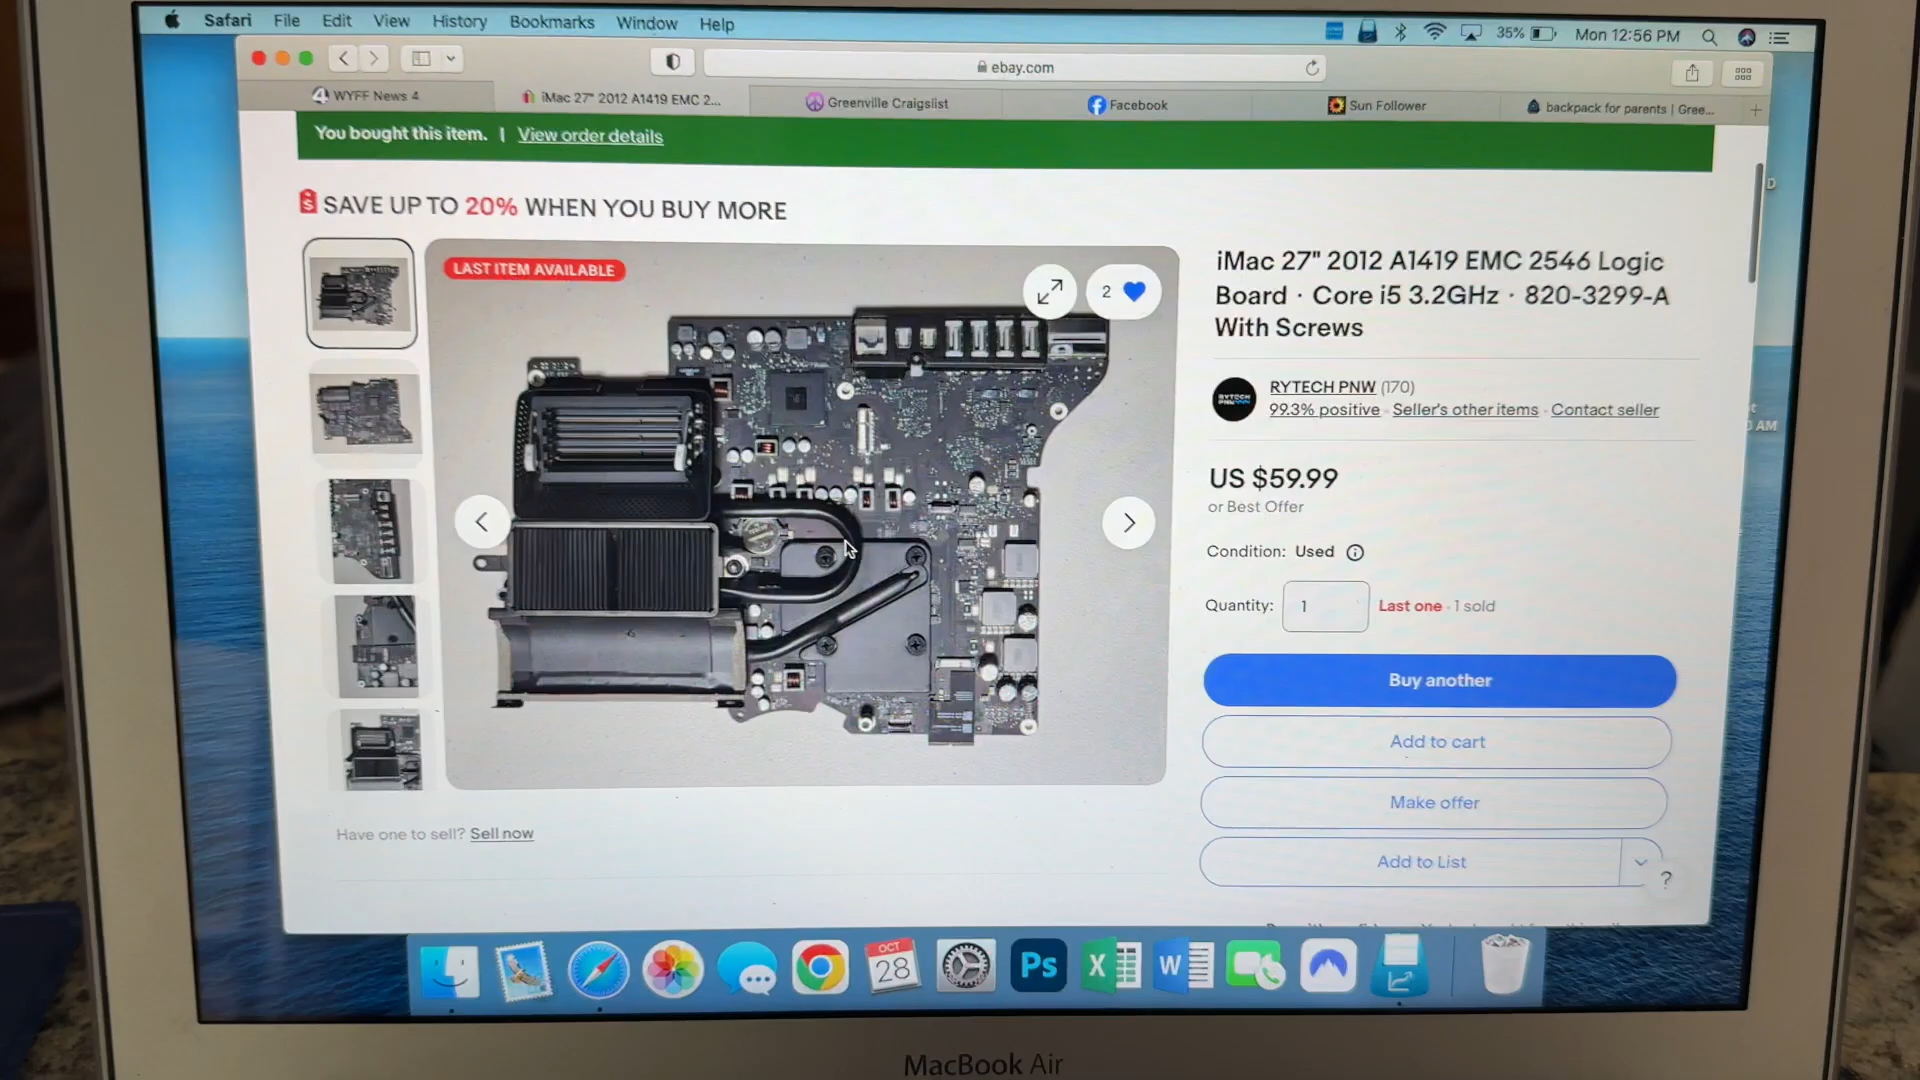 Safari File Edit View History Bookmarks Window Help
35% Mon 12:56 PM
ebay.com
WYFF News 4
iMac 27" 2012 A1419 EMC 2...
Greenville Craigslist
Facebook
Sun Follower
backpack for parents | Gree...
You bought this item. | View order details
SAVE UP TO 20% WHEN YOU BUY MORE
LAST ITEM AVAILABLE
2
iMac 27" 2012 A1419 EMC 2546 Logic
Board · Core i5 3.2GHz · 820-3299-A
With Screws
RYTECH PNW (170)
99.3% positive · Seller's other items · Contact seller
US $59.99
or Best Offer
Condition: Used
Quantity: 1 Last one · 1 sold
Buy another
Add to cart
Make offer
Add to List
?
Have one to sell? Sell now
AM
OCT
28
Ps
X
W
MacBook Air